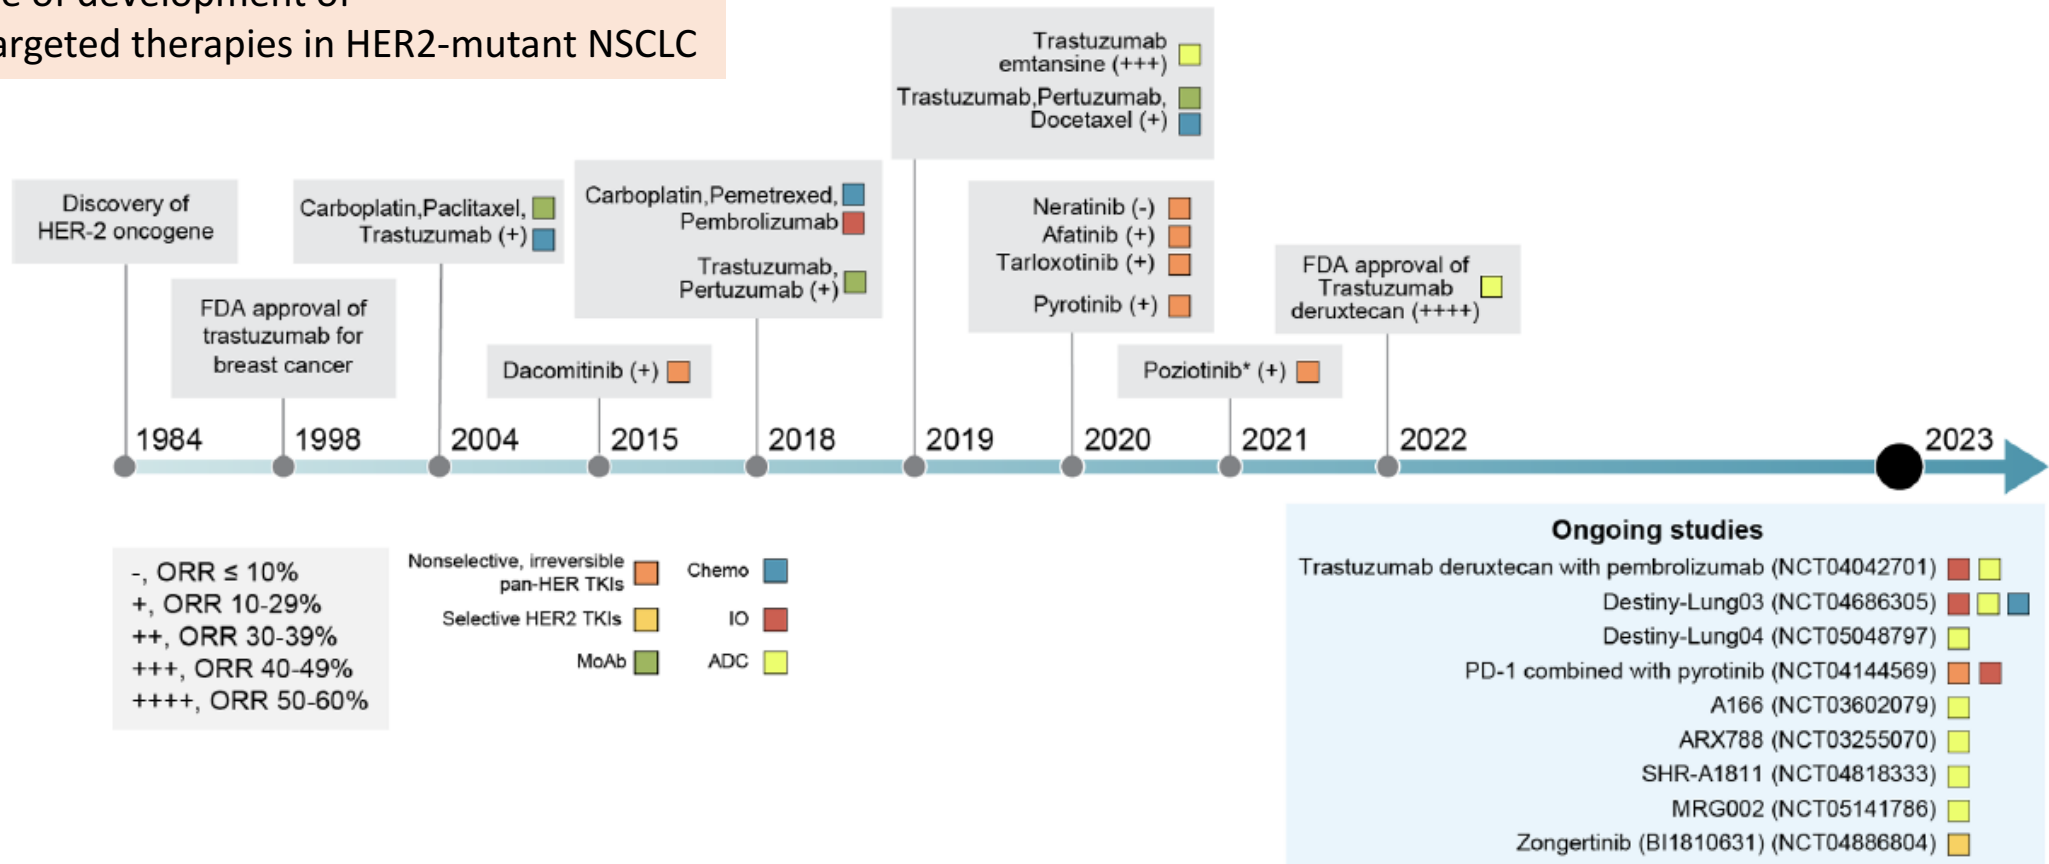 of development of
targeted therapies in HER2-mutant NSCLC
Trastuzumab
emtansine (+++)
Trastuzumab,Pertuzumab,
Docetaxel (+)
Discovery of
HER-2 oncogene
FDA approval of
trastuzumab for
breast cancer
Carboplatin,Paclitaxel,
Trastuzumab (+)
Dacomitinib (+)
Carboplatin,Pemetrexed,
Pembrolizumab
Trastuzumab,
Pertuzumab (+)
Neratinib (-)
Afatinib (+)
Tarloxotinib (+)
Pyrotinib (+)
Poziotinib* (+)
FDA approval of
Trastuzumab
deruxtecan (++++)
1984
1998
2004
2015
2018
2019
2020
2021
2022
2023
-, ORR ≤ 10%
+, ORR 10-29%
++, ORR 30-39%
+++, ORR 40-49%
++++, ORR 50-60%
Nonselective, irreversible
pan-HER TKIs
Selective HER2 TKIs
MoAb
Chemo
IO
ADC
Ongoing studies
Trastuzumab deruxtecan with pembrolizumab (NCT04042701)
Destiny-Lung03 (NCT04686305)
Destiny-Lung04 (NCT05048797)
PD-1 combined with pyrotinib (NCT04144569)
A166 (NCT03602079)
ARX788 (NCT03255070)
SHR-A1811 (NCT04818333)
MRG002 (NCT05141786)
Zongertinib (BI1810631) (NCT04886804)